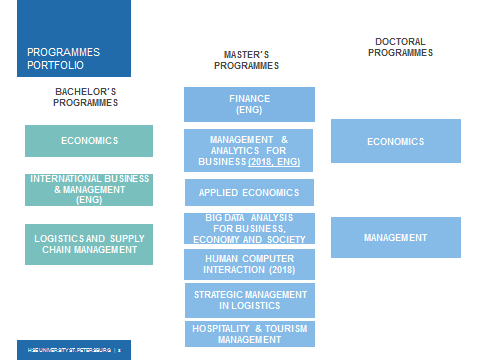 PROGRAMMES
PORTFOLIO
BACHELOR'S
PROGRAMMES
ECONOMICS
INTERNATIONAL BUSINESS
& MANAGEMENT
(ENG)
LOGISTICS AND SUPPLY
CHAIN MANAGEMENT
MASTER'S
PROGRAMMES
FINANCE
(ENG)
MANAGEMENT &
ANALYTICS FOR
BUSINESS (2018, ENG)
APPLIED ECONOMICS
BIG DATA ANALYSIS
FOR BUSINESS,
ECONOMY AND SOCIETY
HUMAN COMPUTER
INTERACTION (2018)
STRATEGIC MANAGEMENT
IN LOGISTICS
HOSPITALITY & TOURISM
MANAGEMENT
DOCTORAL
PROGRAMMES
ECONOMICS
MANAGEMENT
HSE UNIVERSITY ST. PETERSBURG |